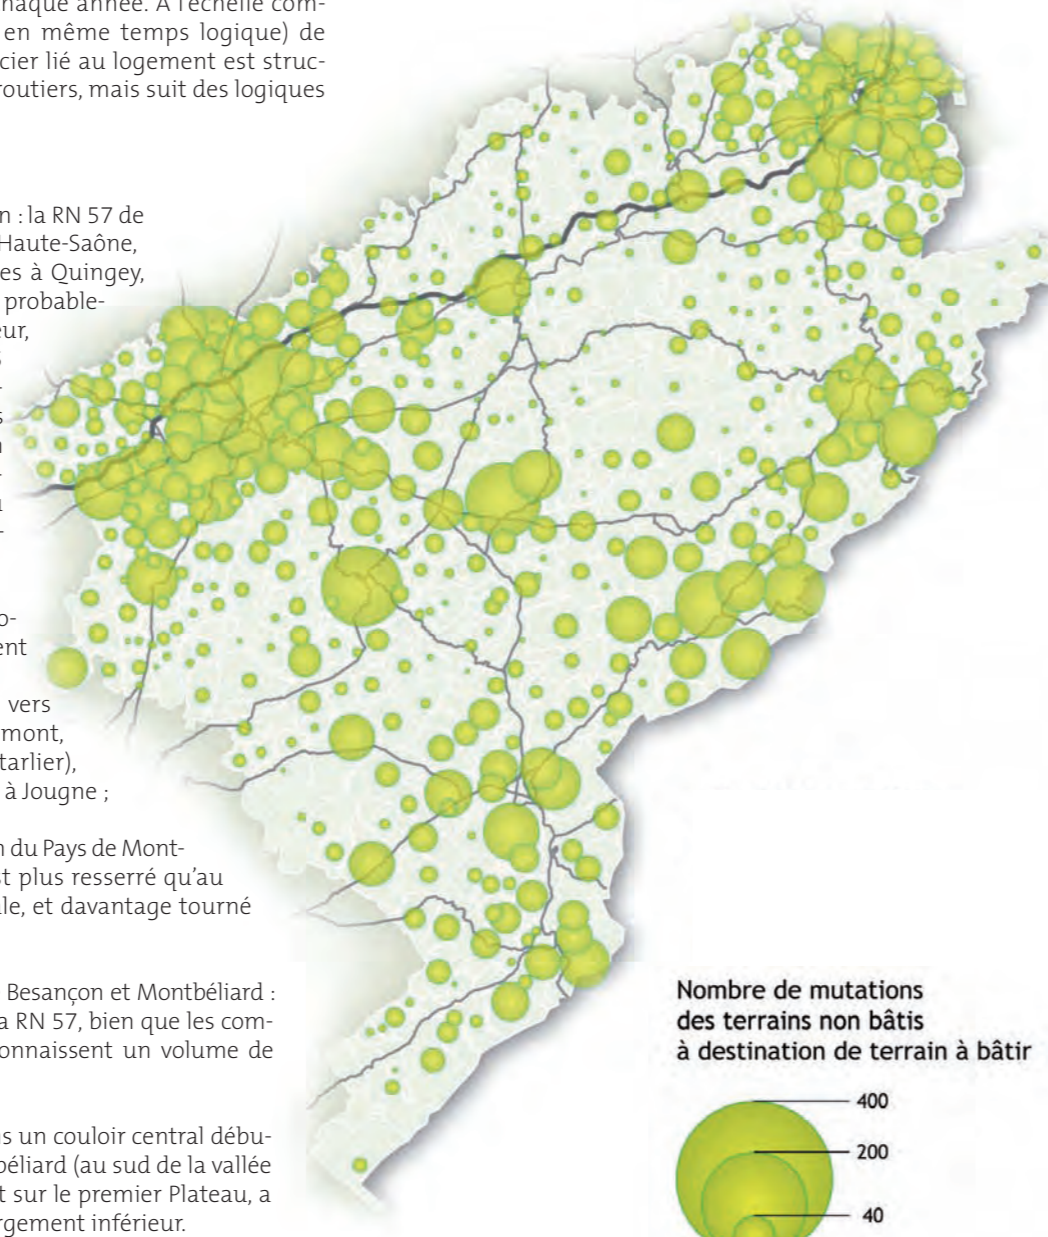 haque année. À l'échelle com-
en même temps logique) de
cier lié au logement est struc-
routiers, mais suit des logiques
n : la RN 57 de
Haute-Saône,
es à Quingey,
probable-
eur,
vers
mont,
tarlier),
à Jougne ;
n du Pays de Mont-
st plus resserré qu'au
le, et davantage tourné
Besançon et Montbéliard :
a RN 57, bien que les com-
onnaissent un volume de
s un couloir central débu-
béliard (au sud de la vallée
t sur le premier Plateau, a
rgement inférieur.
Nombre de mutations
des terrains non bâtis
à destination de terrain à bâtir
400
200
40